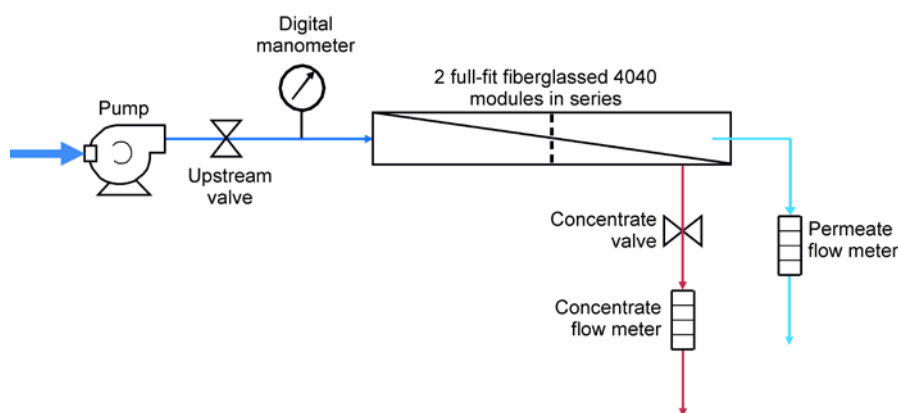 Digital
manometer
2 full-fit fiberglassed 4040
modules in series
Pump
Upstream
valve
Concentrate
valve
Permeate
flow meter
Concentrate
flow meter